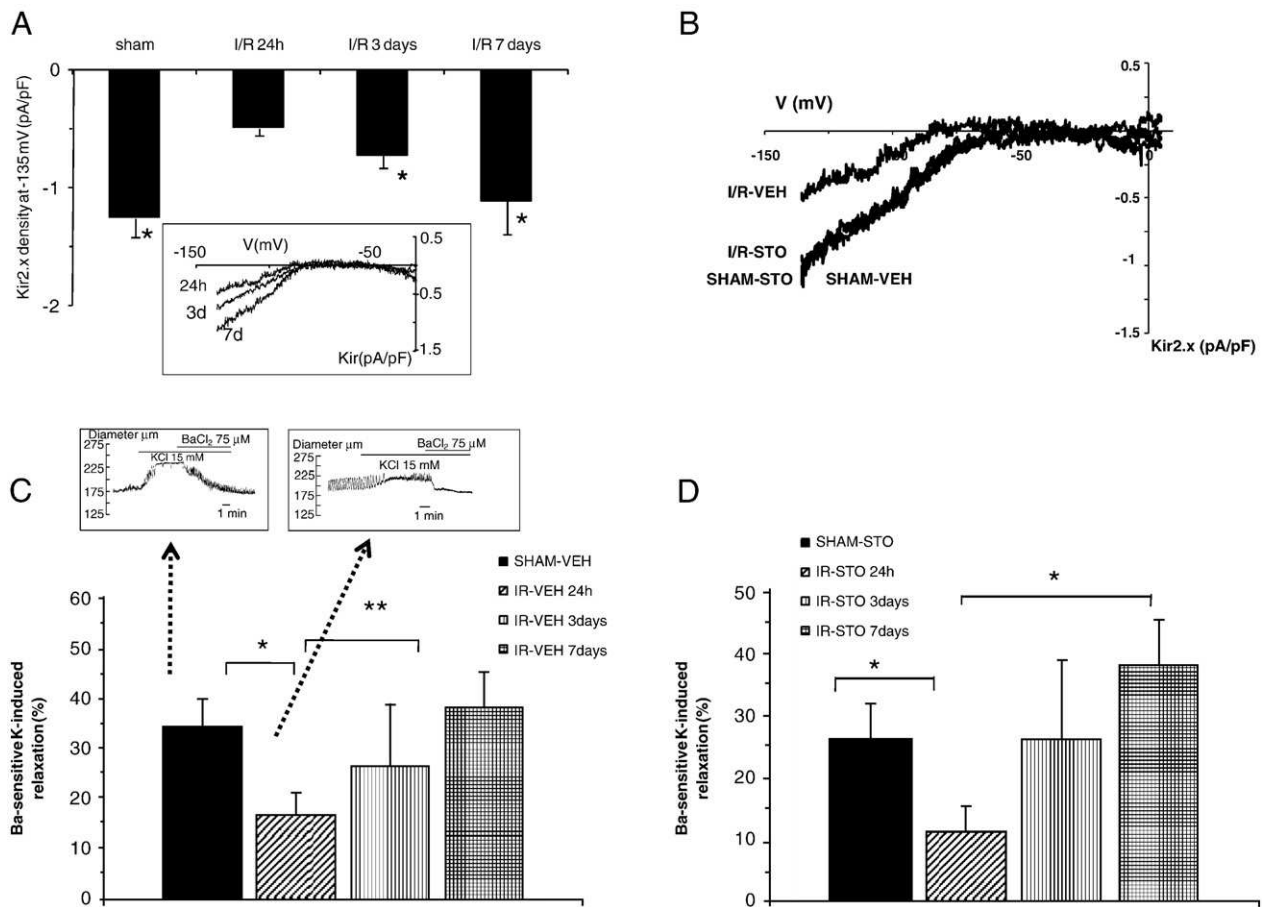 A
sham
I/R 24h
I/R 3 days
I/R 7 days
Kir2.x density at -135mV (pA/pF)
0
-1
-2
*
*
*
V(mV)
-150
-50
0.5
24h
3d
7d
0.5
1.5
Kir(pA/pF)
B
V (mV)
0.5
-150
-50
0
I/R-VEH
I/R-STO
SHAM-STO
SHAM-VEH
-0.5
-1
-1.5
Kir2.x (pA/pF)
C
Diameter μm
275
225
175
125
BaCl2 75 μM
KCl 15 mM
1 min
Diameter μm
275
225
175
125
BaCl2 75 μM
KCl 15 mM
1 min
SHAM-VEH
IR-VEH 24h
IR-VEH 3days
IR-VEH 7days
Ba-sensitive K-induced
relaxation (%)
60
50
40
30
20
10
0
*
**
D
SHAM-STO
IR-STO 24h
IR-STO 3days
IR-STO 7days
Ba-sensitive K-induced
relaxation (%)
50
40
30
20
10
0
*
*